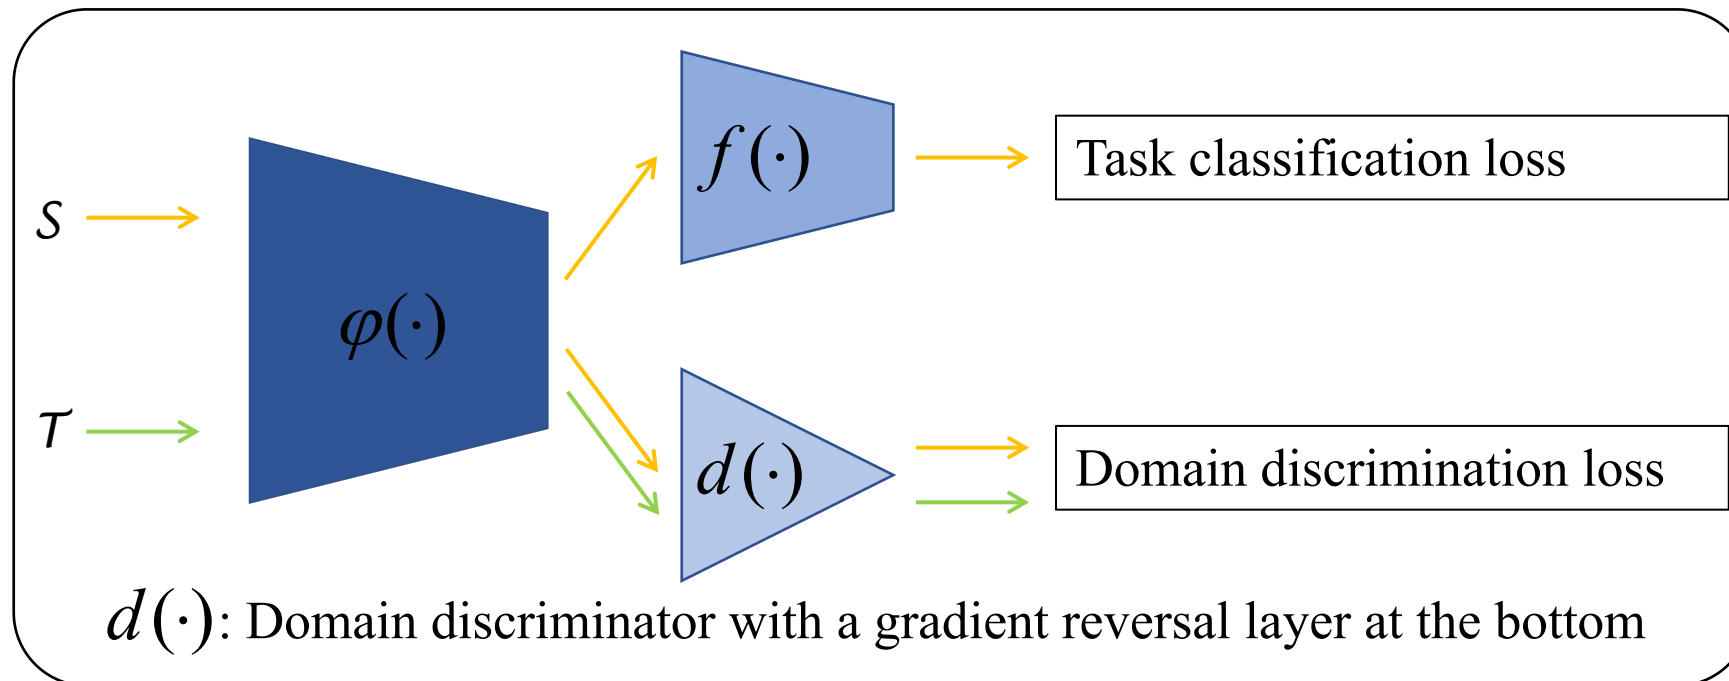 f(·)
Task classification loss
S
φ(·)
T
d(·)
Domain discrimination loss
d(·): Domain discriminator with a gradient reversal layer at the bottom